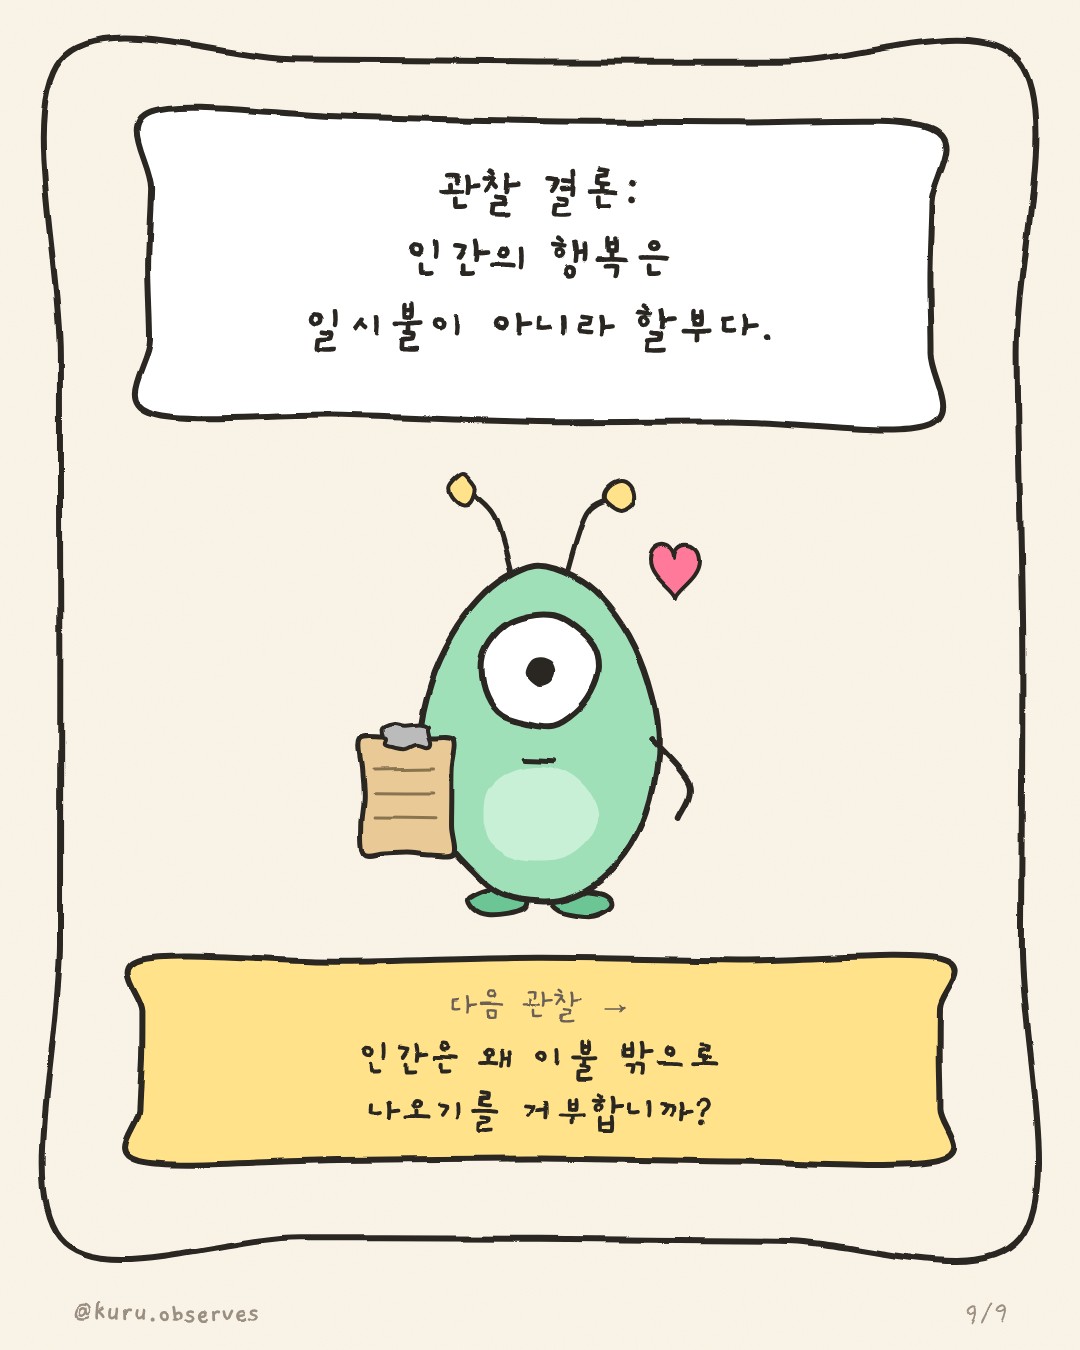 관찰 결론:
인간의 행복은
일시불이 아니라 할부다.
다음 관찰 →
인간은 왜 이불 밖으로
나오기를 거부합니까?
@kuru.observes
9/9